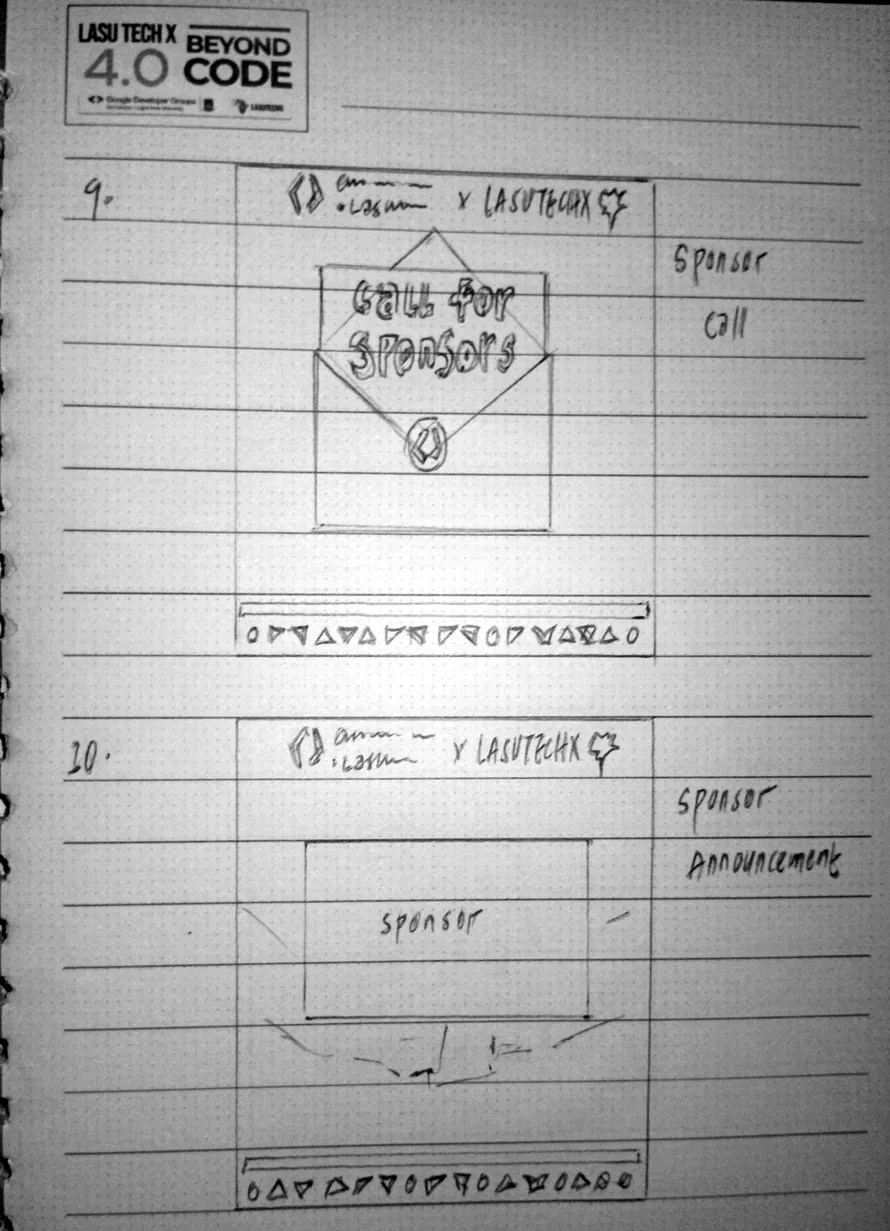 LASU TECH X
4.0
BEYOND
CODE
Google Developer Groups
LASUTECHX
9.
x LASUTECHX
Sponsor
Call
Call for
Sponsors
10.
x LASUTECHX
Sponsor
Announcement
sponsor